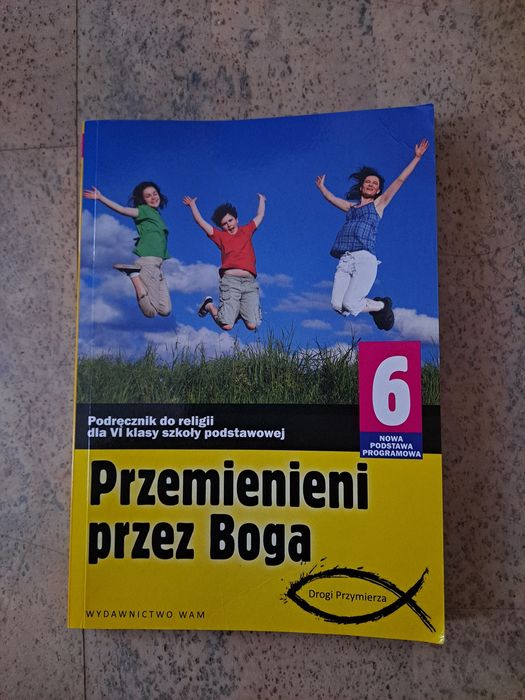 6
NOWA
PODSTAWA
PROGRAMOWA
Podręcznik do religii
dla VI klasy szkoły podstawowej
Przemienieni
przez Boga
Drogi Przymierza
WYDAWNICTWO WAM